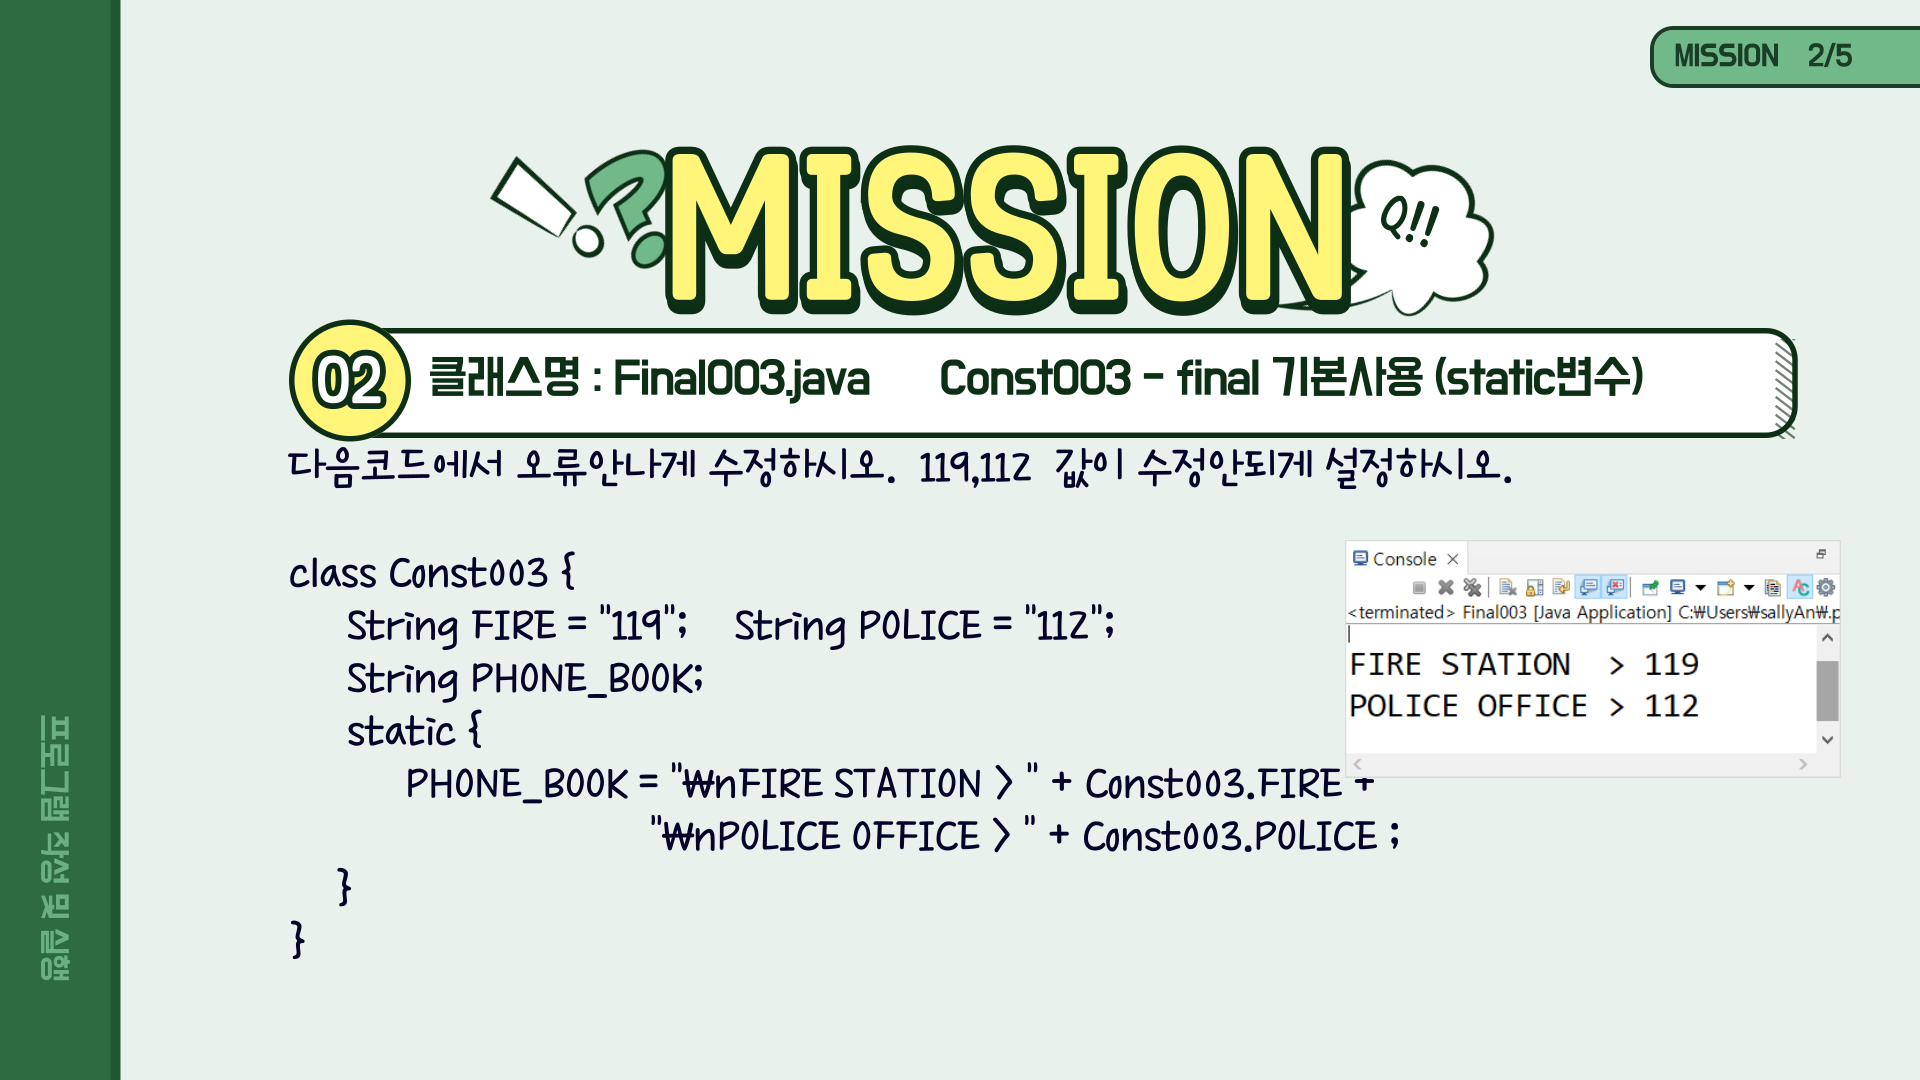 MISSION 2/5
MISSION
Q!!
02 클래스명 : Final003.java Const003 - final 기본사용 (static변수)
다음코드에서 오류안나게 수정하시오. 119,112 값이 수정안되게 설정하시오.
class Const003 {
String FIRE = "119"; String POLICE = "112";
String PHONE_BOOK;
static {
PHONE_BOOK = "₩nFIRE STATION > " + Const003.FIRE +
"₩nPOLICE OFFICE > " + Const003.POLICE ;
}
}
Console
<terminated> Final003 [Java Application] C:₩Users₩sallyAn₩.p
FIRE STATION > 119
POLICE OFFICE > 112
프로그램 작성 및 실행